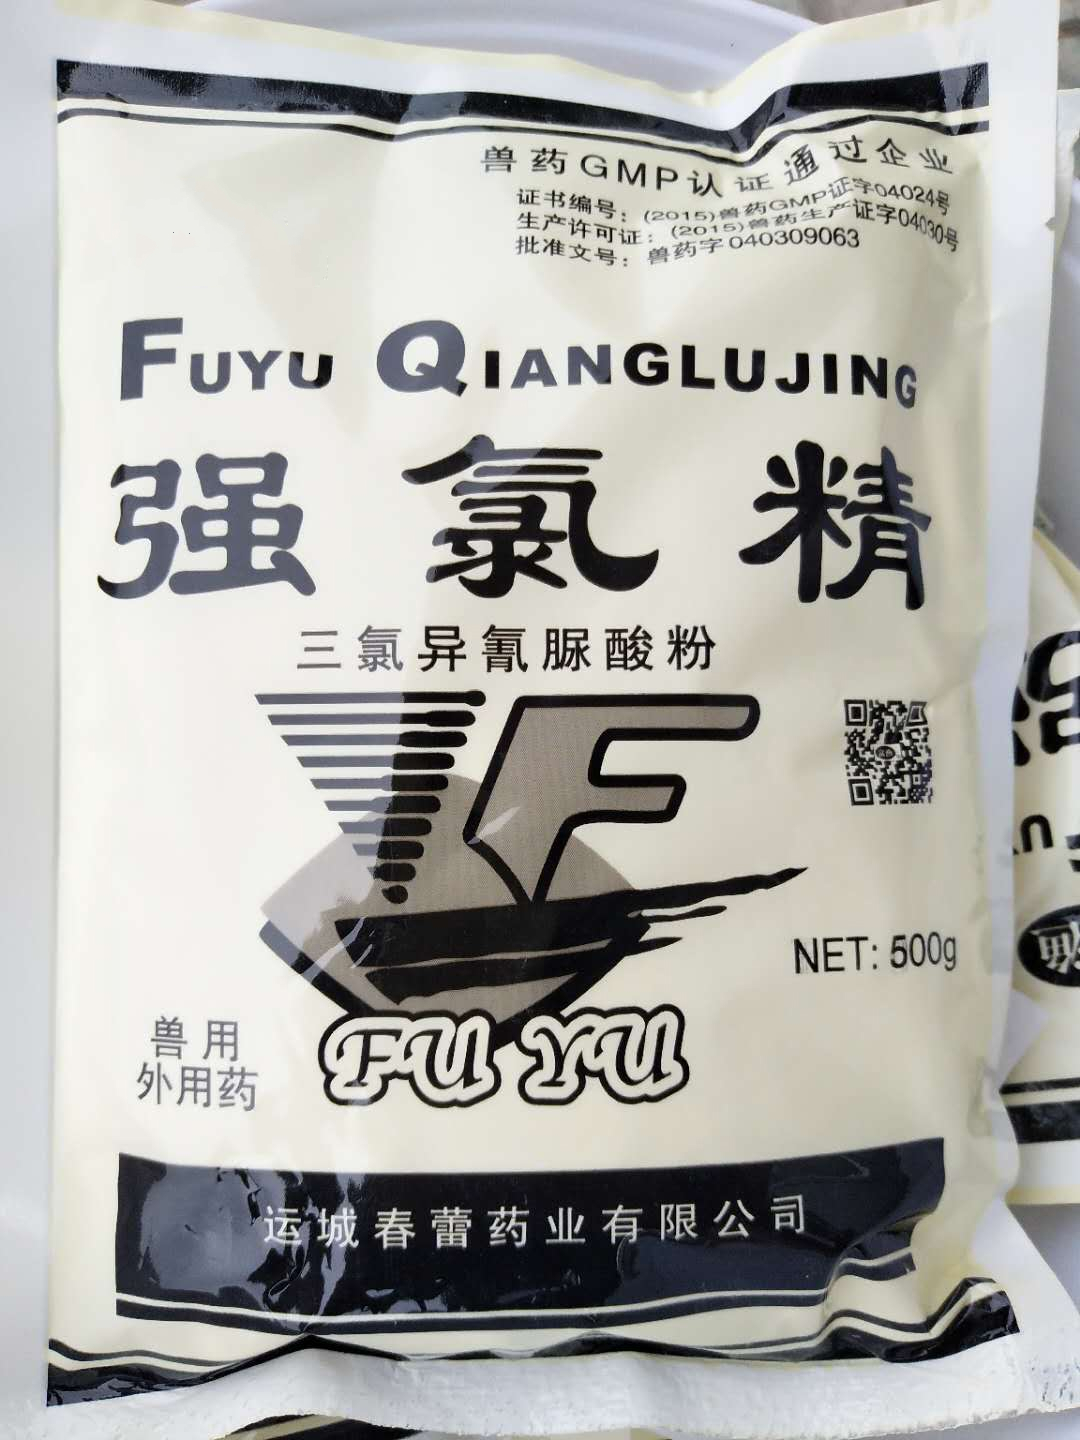 兽药GMP认证通过企业
证书编号：(2015)兽药GMP证字04024号
生产许可证：(2015)兽药生产证字04030号
批准文号：兽药字040309063
FUYU QIANGLUJING
强氯精
三氯异氰脲酸粉
NET: 500g
兽用
外用药
FU YU
运城春蕾药业有限公司